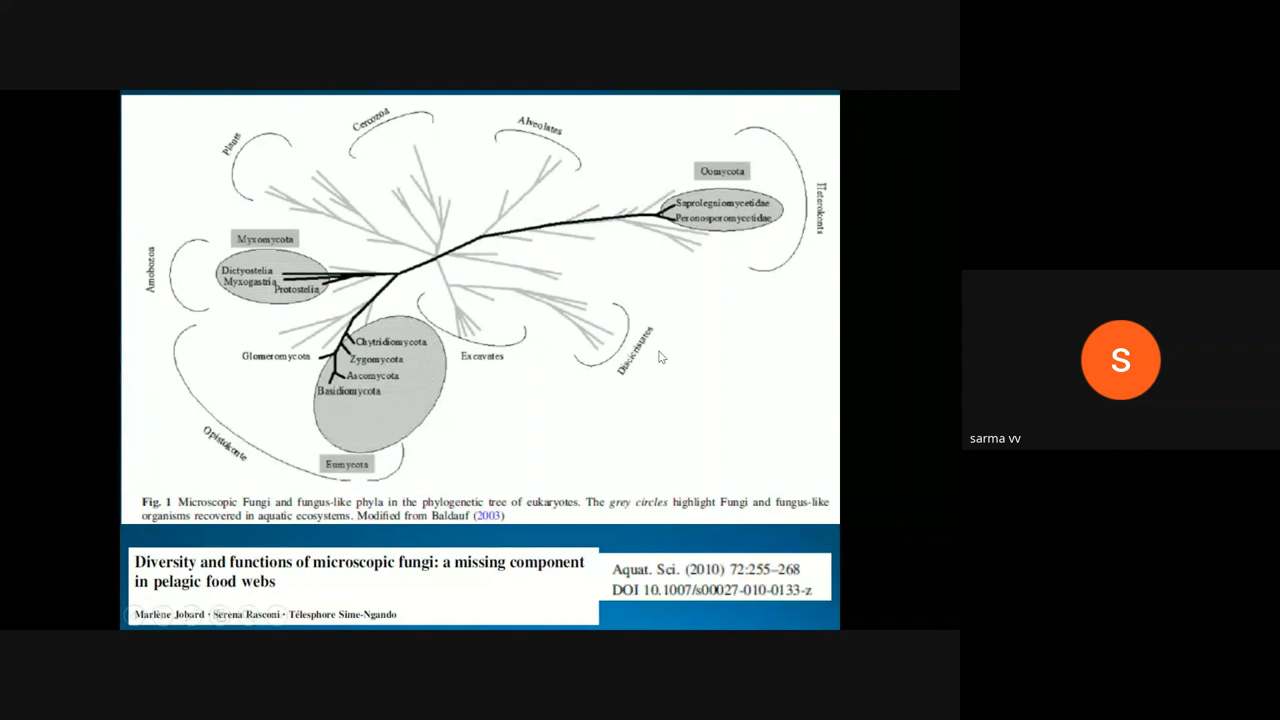 Cercozoa
Alveolates
Plants
Oomycota
Heterokonts
Saprolegniomycetidae
Peronosporomycetidae
Myxomycota
Amobozoa
Dictyostelia
Myxogastria
Protostelia
Chytridiomycota
Glomeromycota
Zygomycota
Excavates
Discicristates
Ascomycota
Basidiomycota
Opistokonte
Eumycota
Fig. 1 Microscopic Fungi and fungus-like phyla in the phylogenetic tree of eukaryotes. The grey circles highlight Fungi and fungus-like
organisms recovered in aquatic ecosystems. Modified from Baldauf (2003)
Diversity and functions of microscopic fungi: a missing component
in pelagic food webs
Marlène Jobard · Serena Rasconi · Télesphore Sime-Ngando
Aquat. Sci. (2010) 72:255–268
DOI 10.1007/s00027-010-0133-z
S
sarma vv